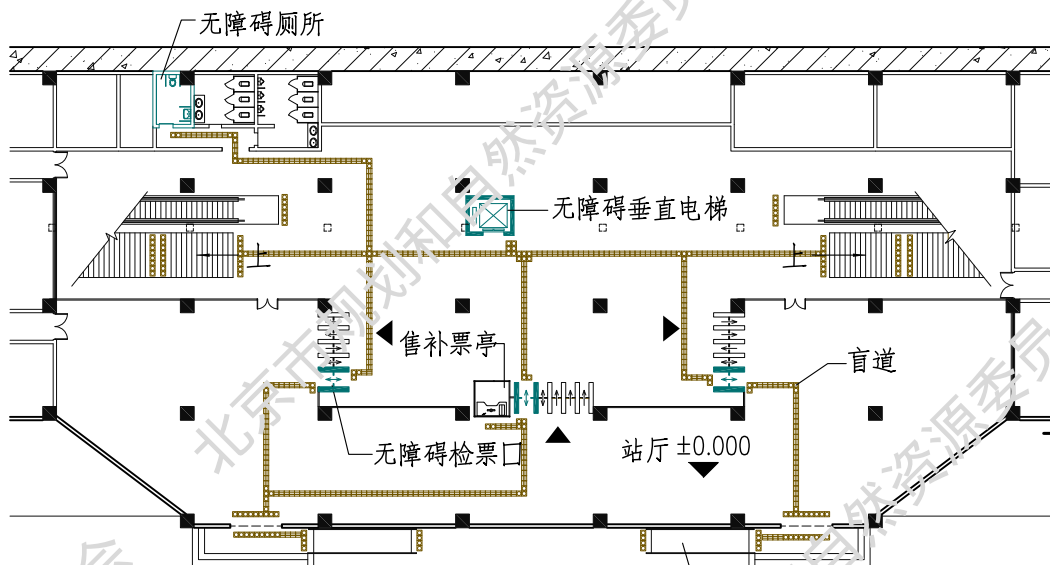 无障碍厕所
无障碍垂直电梯
售补票亭
盲道
无障碍检票口
站厅 ±0.000
北京市规划和自然资源委员
自然资源委员
会